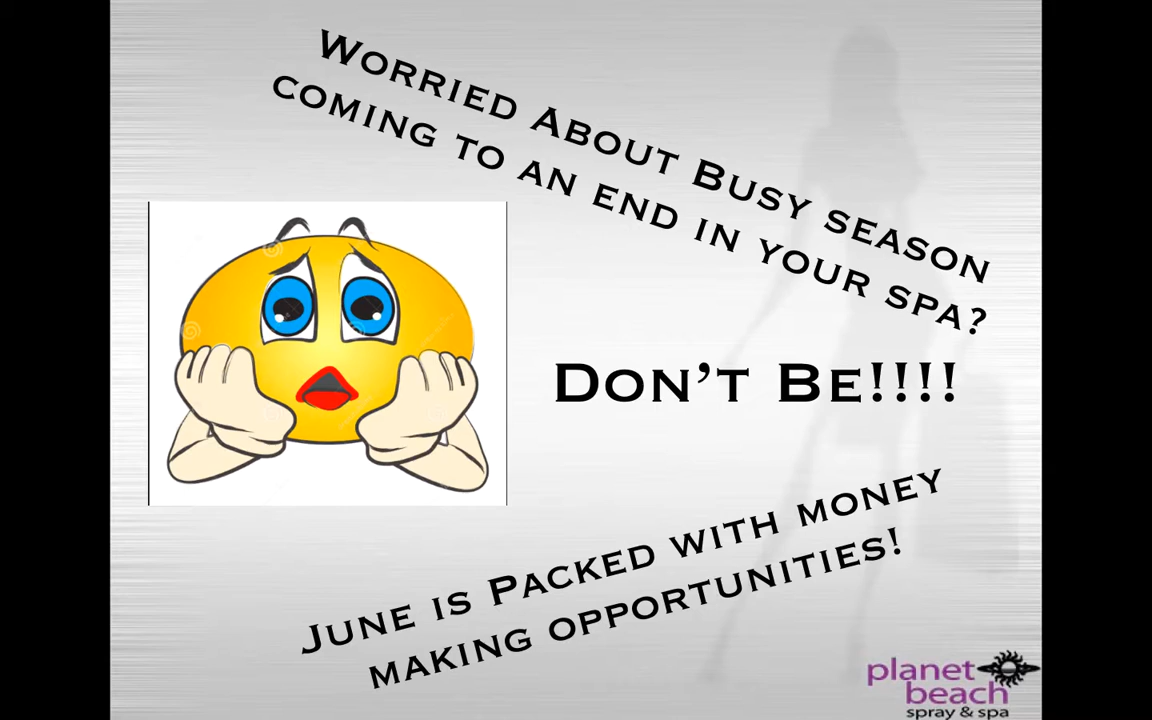 Worried About Busy season
coming to an end in your spa?
Don't Be!!!!
June is Packed with money
making opportunities!
planet
beach
spray & spa